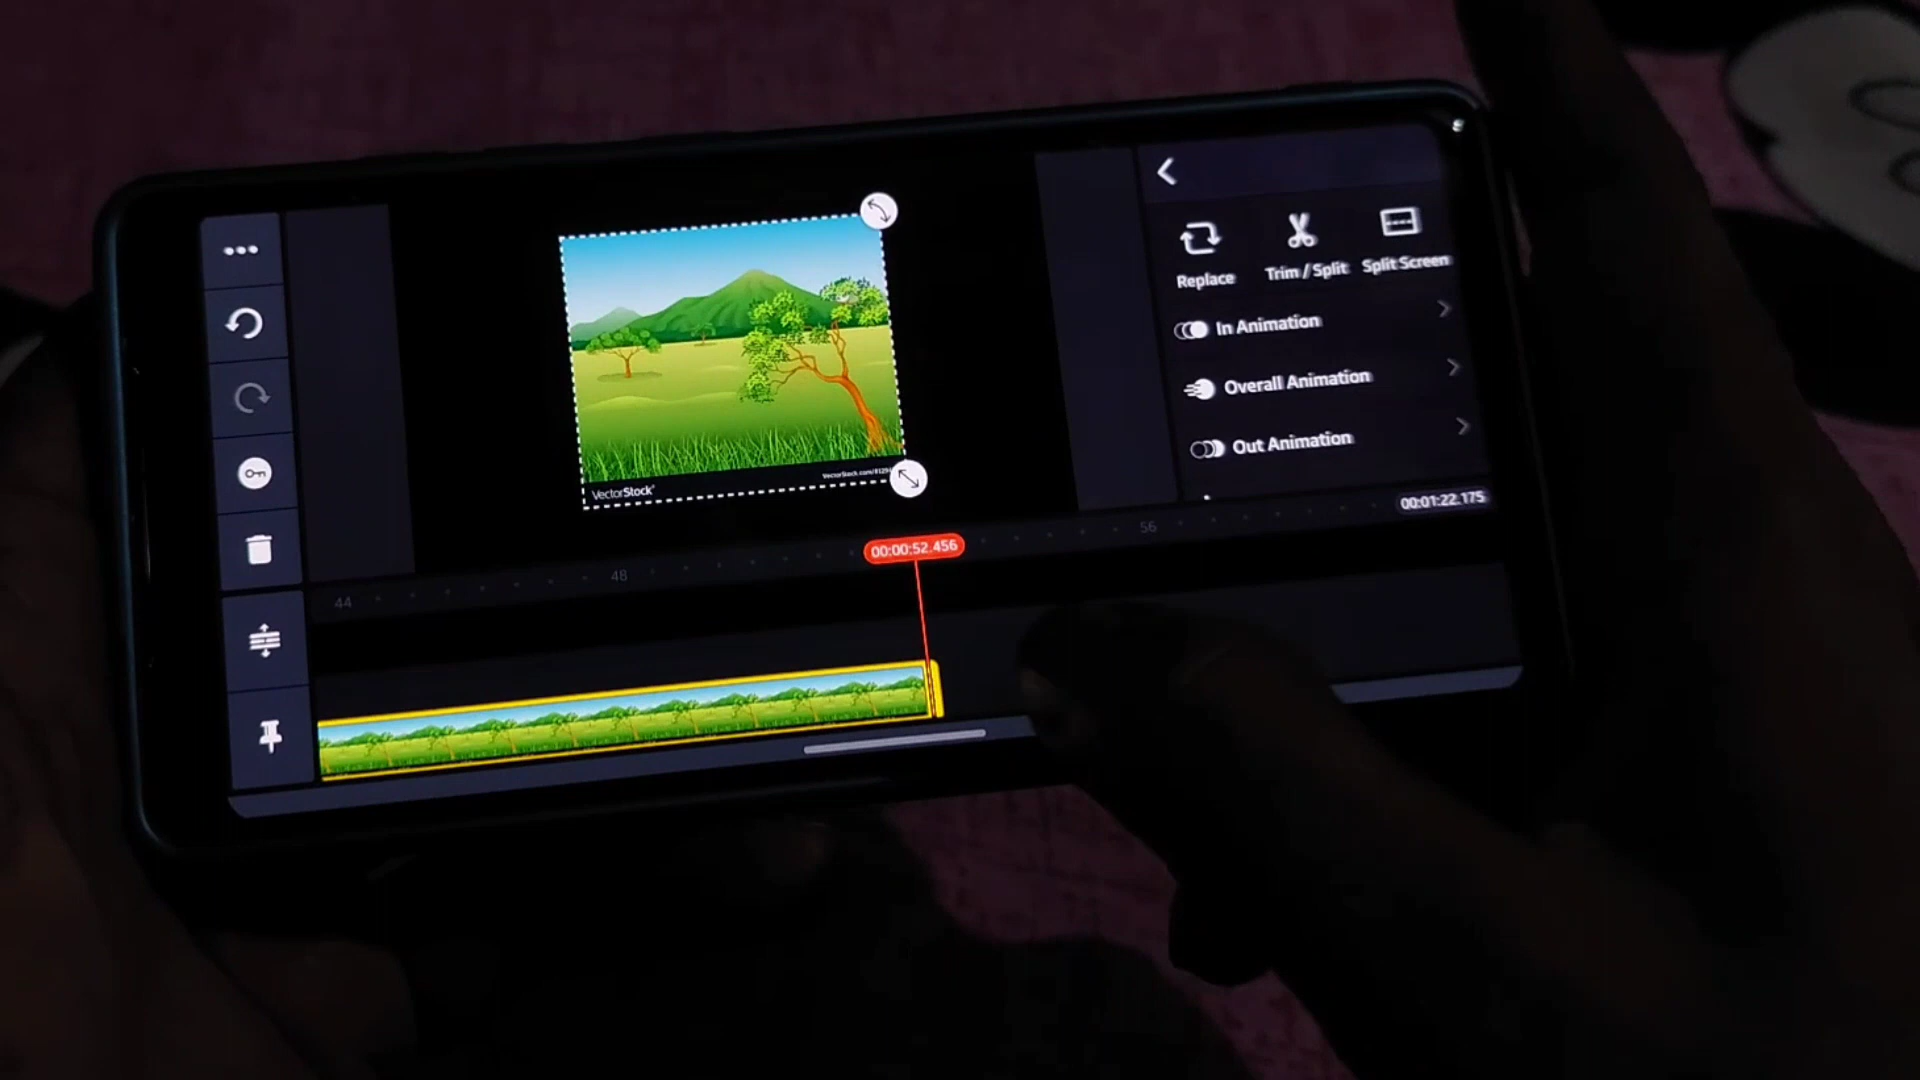 Replace
Trim / Split
Split Screen
In Animation
Overall Animation
Out Animation
VectorStock®
00:01:22.175
00:00:52.456
44
48
56